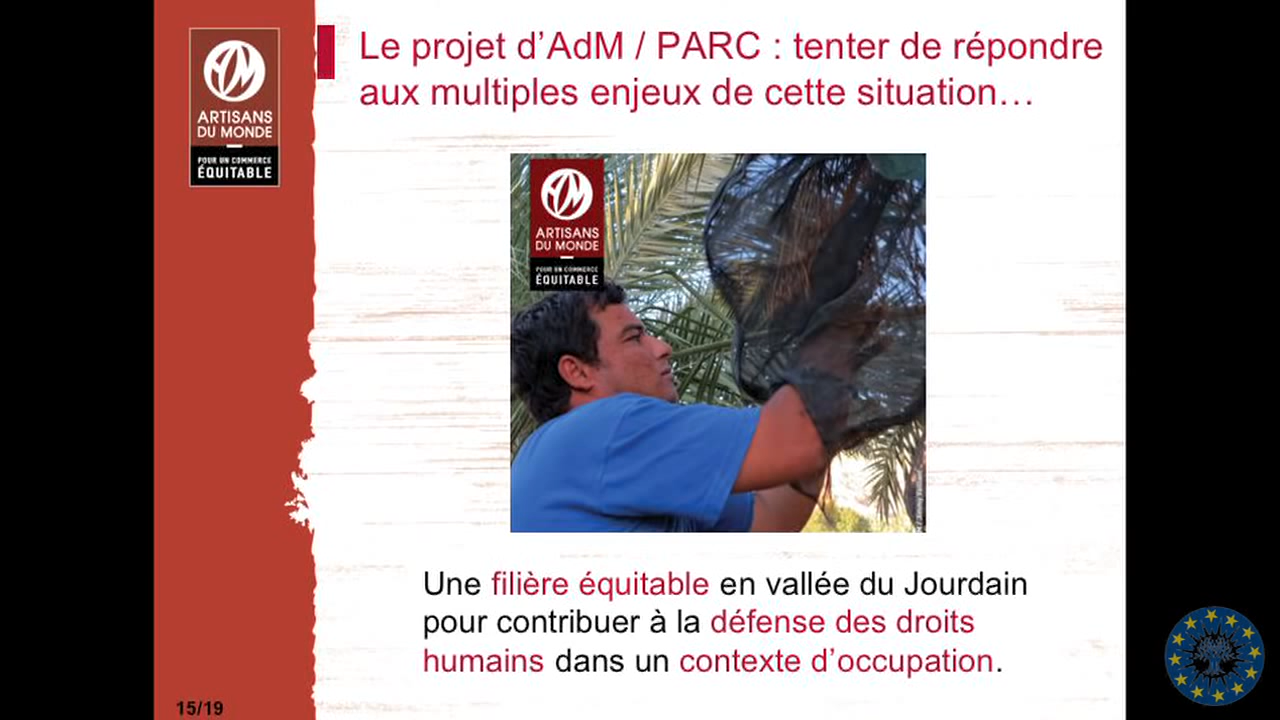 ARTISANS
DU MONDE
POUR UN COMMERCE
ÉQUITABLE
Le projet d’AdM / PARC : tenter de répondre
aux multiples enjeux de cette situation…
ARTISANS
DU MONDE
POUR UN COMMERCE
ÉQUITABLE
Une filière équitable en vallée du Jourdain
pour contribuer à la défense des droits
humains dans un contexte d’occupation.
15/19